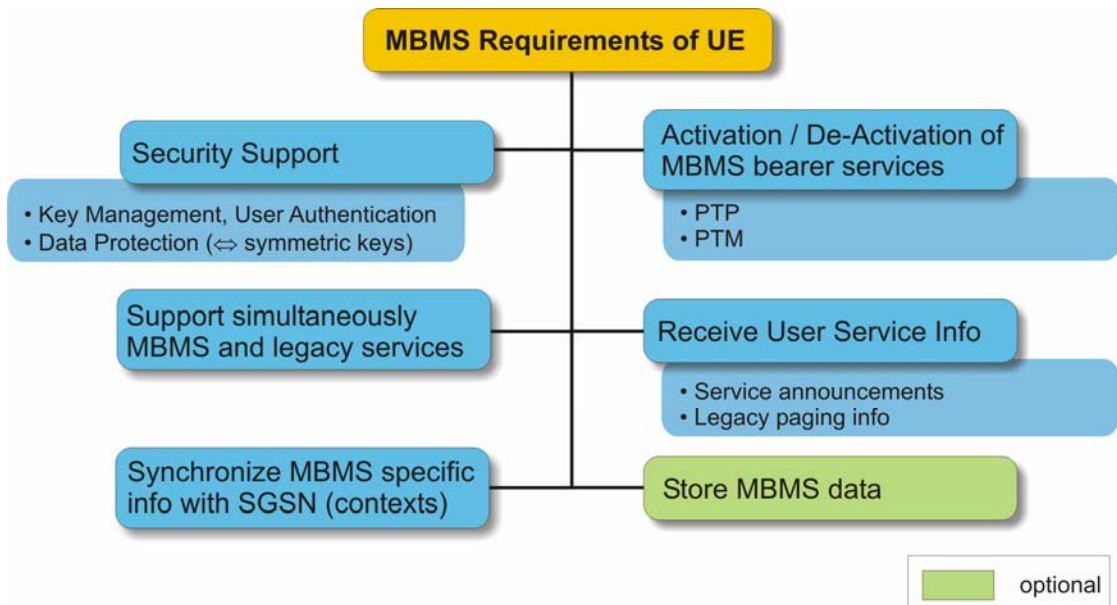 MBMS Requirements of UE
Security Support
• Key Management, User Authentication
• Data Protection (⇔ symmetric keys)
Activation / De-Activation of
MBMS bearer services
• PTP
• PTM
Support simultaneously
MBMS and legacy services
Receive User Service Info
• Service announcements
• Legacy paging info
Synchronize MBMS specific
info with SGSN (contexts)
Store MBMS data
optional